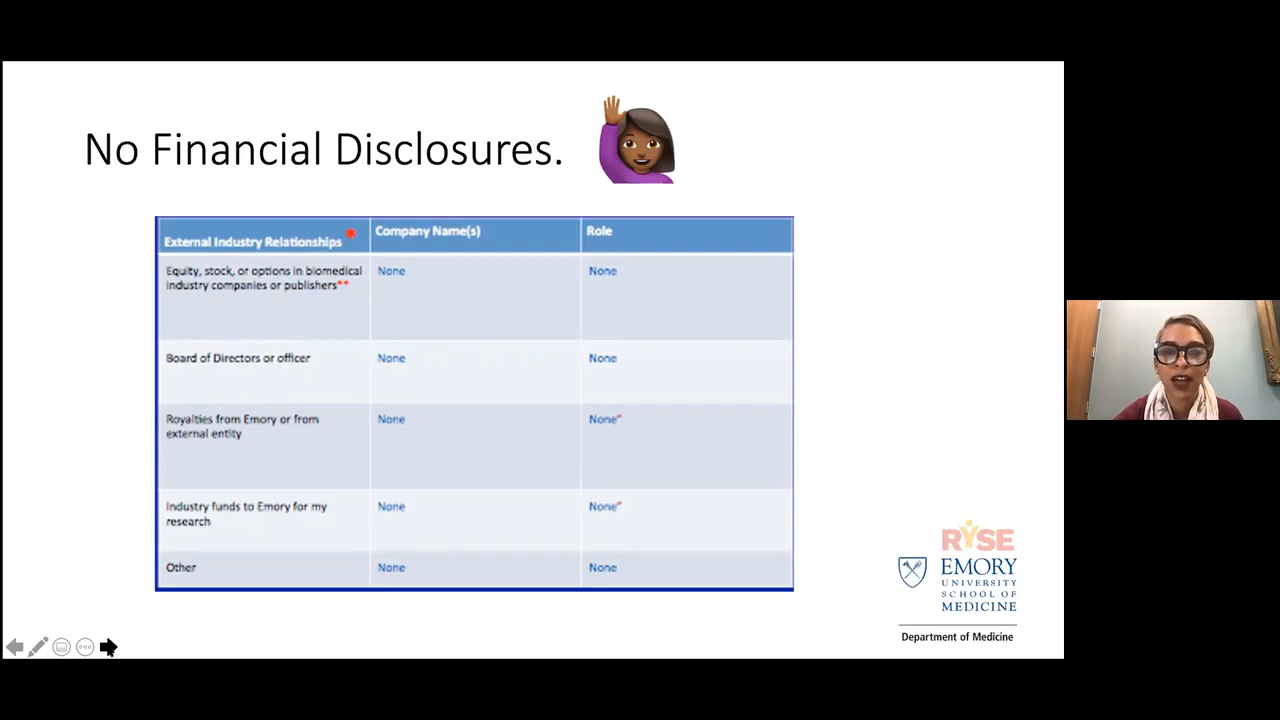 No Financial Disclosures.
External Industry Relationships *
Company Name(s)
Role
Equity, stock, or options in biomedical
industry companies or publishers**
None
None
Board of Directors or officer
None
None
Royalties from Emory or from
external entity
None
None
Industry funds to Emory for my
research
None
None
Other
None
None
RYSE
EMORY
UNIVERSITY
SCHOOL OF
MEDICINE
Department of Medicine